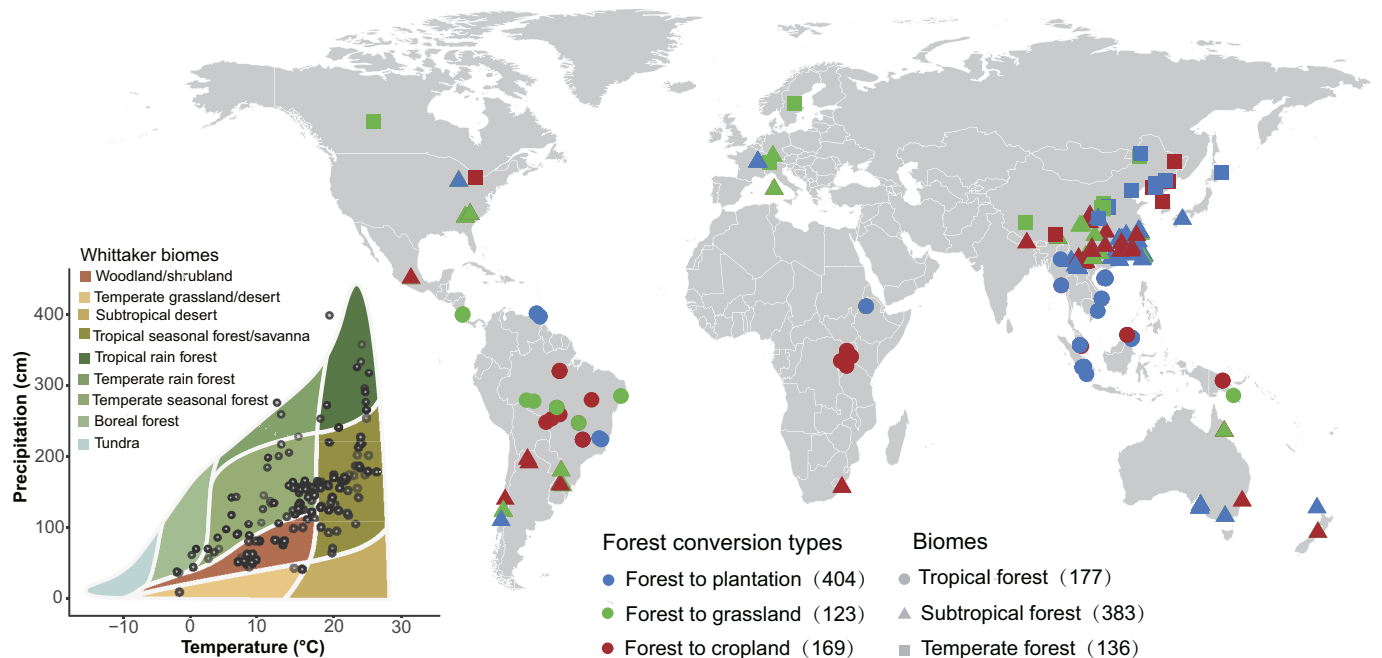 Whittaker biomes
Woodland/shrubland
Temperate grassland/desert
Subtropical desert
Tropical seasonal forest/savanna
Tropical rain forest
Temperate rain forest
Temperate seasonal forest
Boreal forest
Tundra
Precipitation (cm)
400
300
200
100
0
−10 0 10 20 30
Temperature (°C)
Forest conversion types
Forest to plantation (404)
Forest to grassland (123)
Forest to cropland (169)
Biomes
Tropical forest (177)
Subtropical forest (383)
Temperate forest (136)